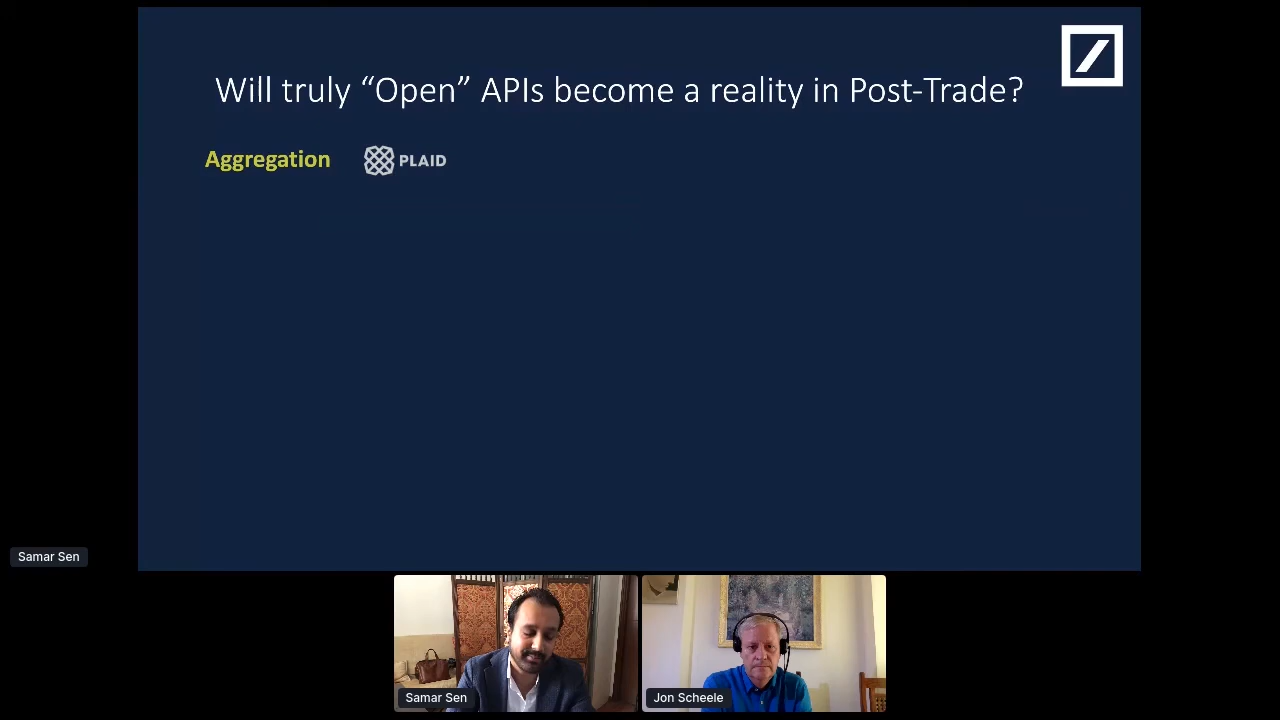 Will truly “Open” APIs become a reality in Post-Trade?
Aggregation PLAID
Samar Sen
Samar Sen
Jon Scheele